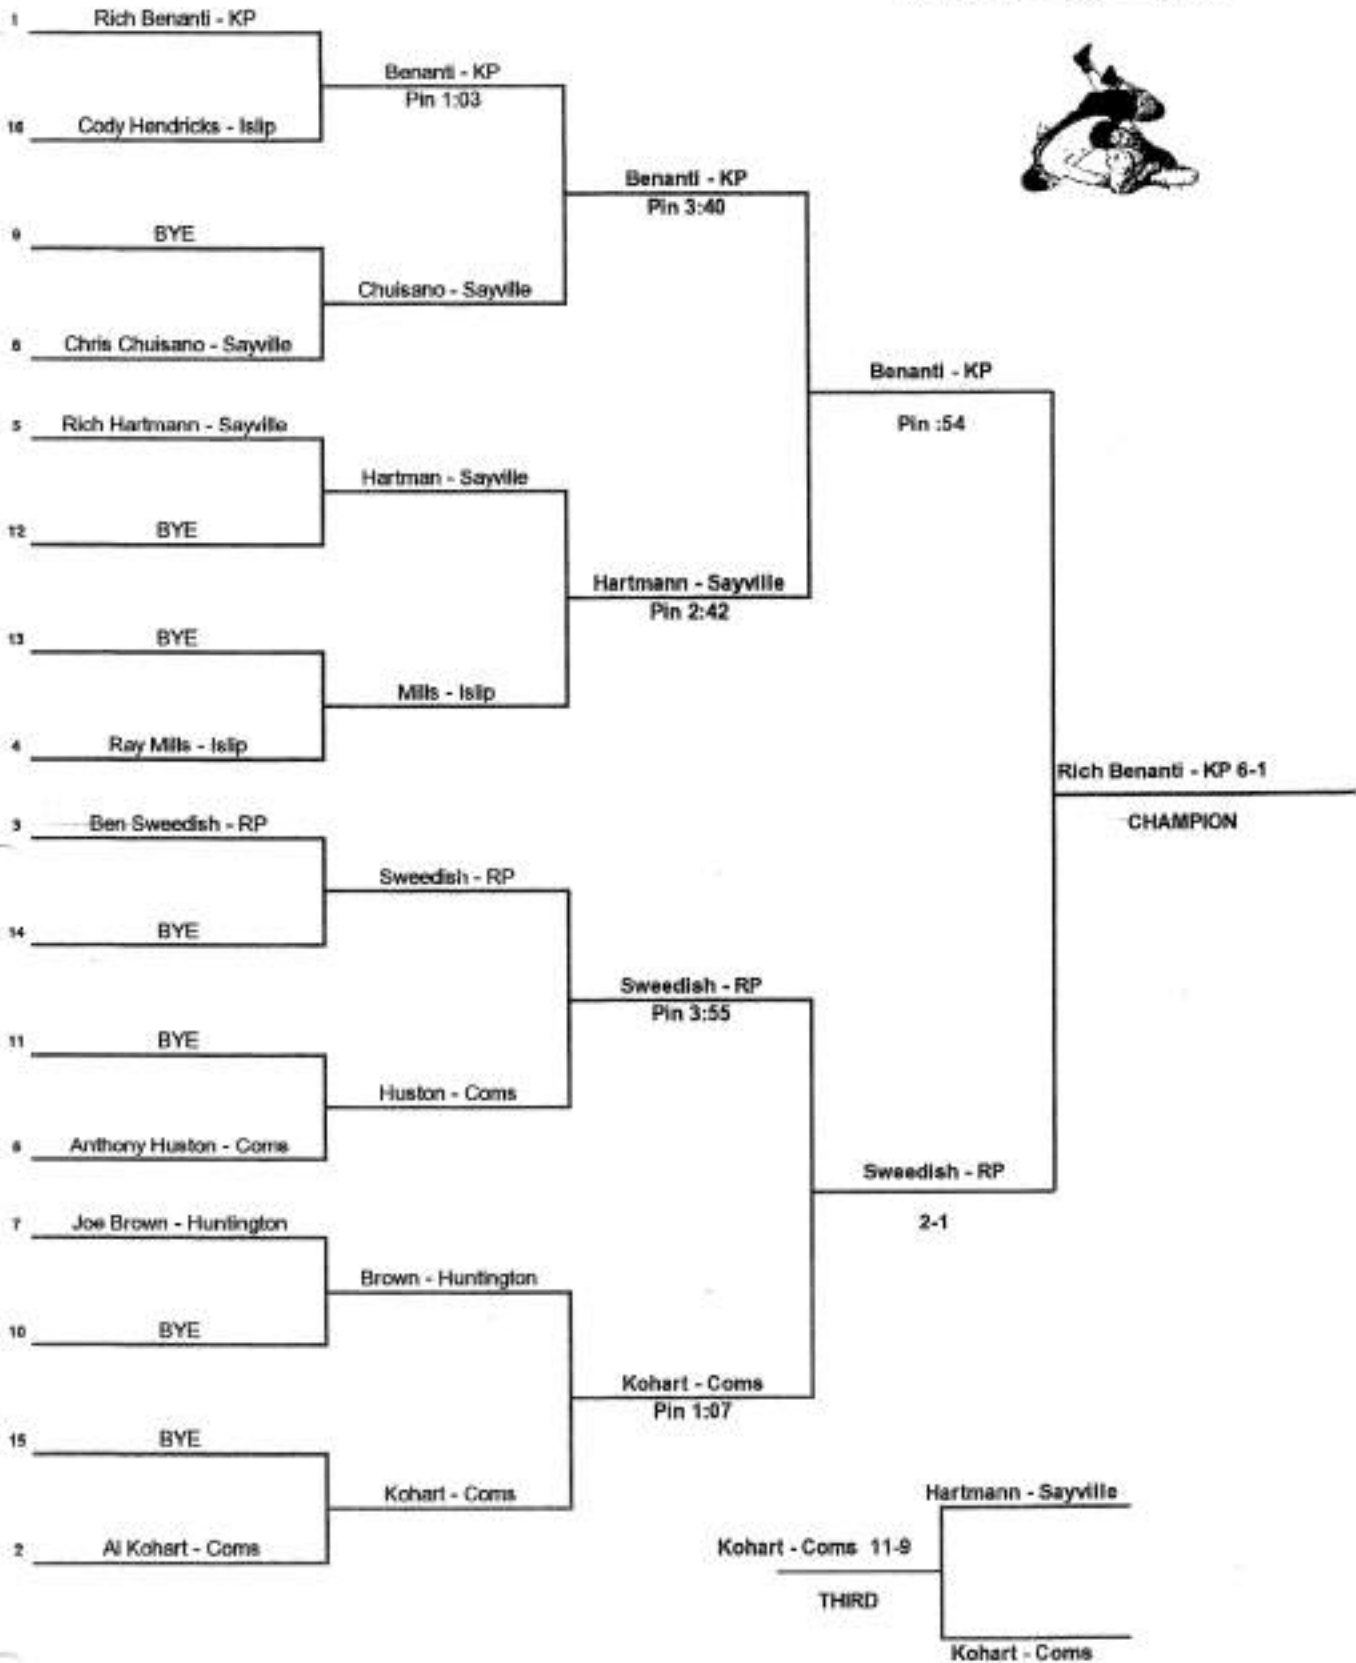 1 Rich Benanti - KP
Benanti - KP
Pin 1:03
16 Cody Hendricks - Islip
Benanti - KP
Pin 3:40
9 BYE
Chuisano - Sayville
8 Chris Chuisano - Sayville
Benanti - KP
Pin :54
5 Rich Hartmann - Sayville
Hartman - Sayville
12 BYE
Hartmann - Sayville
Pin 2:42
13 BYE
Mills - Islip
4 Ray Mills - Islip
Rich Benanti - KP 6-1
CHAMPION
3 Ben Sweedish - RP
Sweedish - RP
14 BYE
Sweedish - RP
Pin 3:55
11 BYE
Huston - Coms
6 Anthony Huston - Coms
Sweedish - RP
2-1
7 Joe Brown - Huntington
Brown - Huntington
10 BYE
Kohart - Coms
Pin 1:07
15 BYE
Kohart - Coms
2 Al Kohart - Coms
Hartmann - Sayville
Kohart - Coms 11-9
THIRD
Kohart - Coms